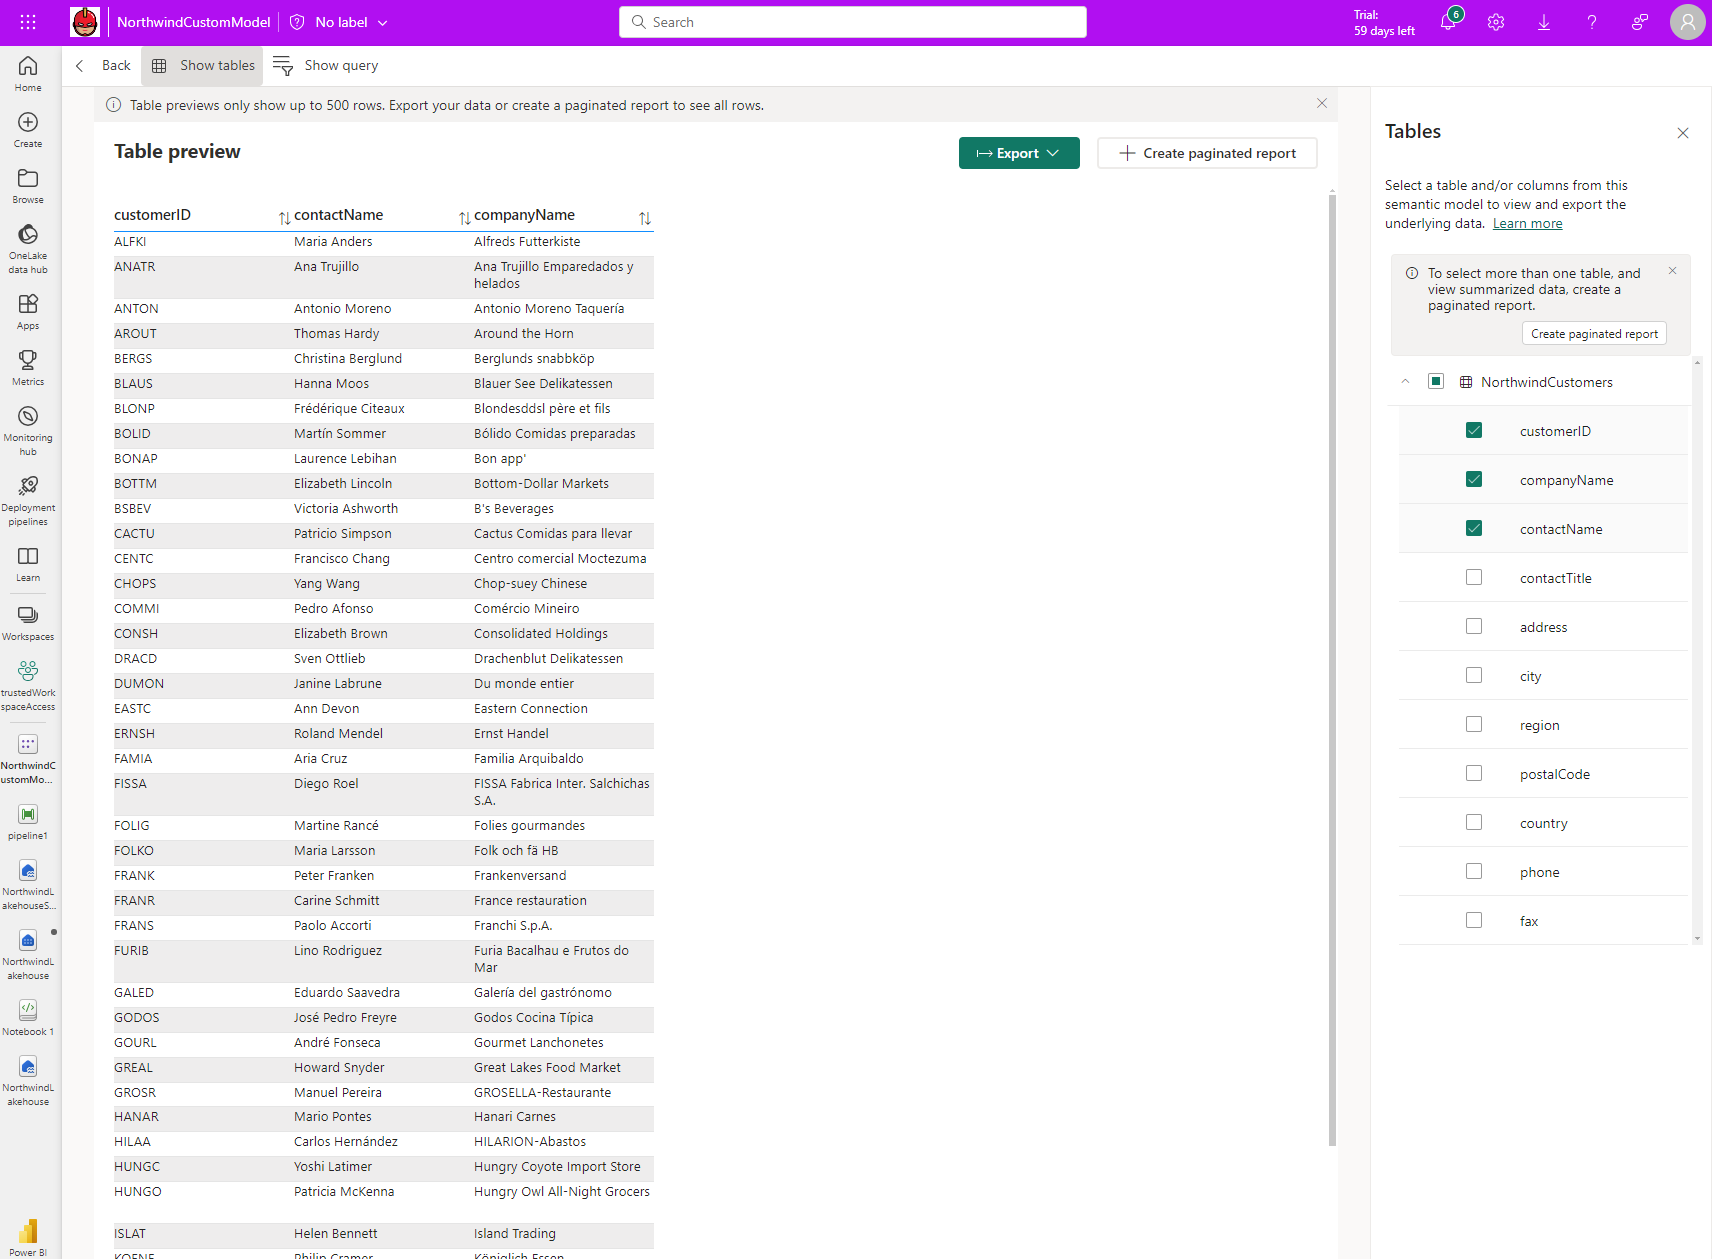 NorthwindCustomModel
No label
Search
Trial:
59 days left
6
Home
Create
Browse
OneLake
data hub
Apps
Metrics
Monitoring
hub
Deployment
pipelines
Learn
Workspaces
trustedWork
spaceAccess
NorthwindC
ustomMo...
pipeline1
NorthwindL
akehouseS...
NorthwindL
akehouse
Notebook 1
NorthwindL
akehouse
Power BI
Back
Show tables
Show query
Table previews only show up to 500 rows. Export your data or create a paginated report to see all rows.
Table preview
Export
Create paginated report
customerID contactName companyName
ALFKI Maria Anders Alfreds Futterkiste
ANATR Ana Trujillo Ana Trujillo Emparedados y
helados
ANTON Antonio Moreno Antonio Moreno Taquería
AROUT Thomas Hardy Around the Horn
BERGS Christina Berglund Berglunds snabbköp
BLAUS Hanna Moos Blauer See Delikatessen
BLONP Frédérique Citeaux Blondesddsl père et fils
BOLID Martín Sommer Bólido Comidas preparadas
BONAP Laurence Lebihan Bon app'
BOTTM Elizabeth Lincoln Bottom-Dollar Markets
BSBEV Victoria Ashworth B's Beverages
CACTU Patricio Simpson Cactus Comidas para llevar
CENTC Francisco Chang Centro comercial Moctezuma
CHOPS Yang Wang Chop-suey Chinese
COMMI Pedro Afonso Comércio Mineiro
CONSH Elizabeth Brown Consolidated Holdings
DRACD Sven Ottlieb Drachenblut Delikatessen
DUMON Janine Labrune Du monde entier
EASTC Ann Devon Eastern Connection
ERNSH Roland Mendel Ernst Handel
FAMIA Aria Cruz Familia Arquibaldo
FISSA Diego Roel FISSA Fabrica Inter. Salchichas
S.A.
FOLIG Martine Rancé Folies gourmandes
FOLKO Maria Larsson Folk och fä HB
FRANK Peter Franken Frankenversand
FRANR Carine Schmitt France restauration
FRANS Paolo Accorti Franchi S.p.A.
FURIB Lino Rodriguez Furia Bacalhau e Frutos do
Mar
GALED Eduardo Saavedra Galería del gastrónomo
GODOS José Pedro Freyre Godos Cocina Típica
GOURL André Fonseca Gourmet Lanchonetes
GREAL Howard Snyder Great Lakes Food Market
GROSR Manuel Pereira GROSELLA-Restaurante
HANAR Mario Pontes Hanari Carnes
HILAA Carlos Hernández HILARION-Abastos
HUNGC Yoshi Latimer Hungry Coyote Import Store
HUNGO Patricia McKenna Hungry Owl All-Night Grocers
ISLAT Helen Bennett Island Trading
KOENE Philip Cramer Königlich Essen
Tables
Select a table and/or columns from this
semantic model to view and export the
underlying data. Learn more
To select more than one table, and
view summarized data, create a
paginated report.
Create paginated report
NorthwindCustomers
customerID
companyName
contactName
contactTitle
address
city
region
postalCode
country
phone
fax